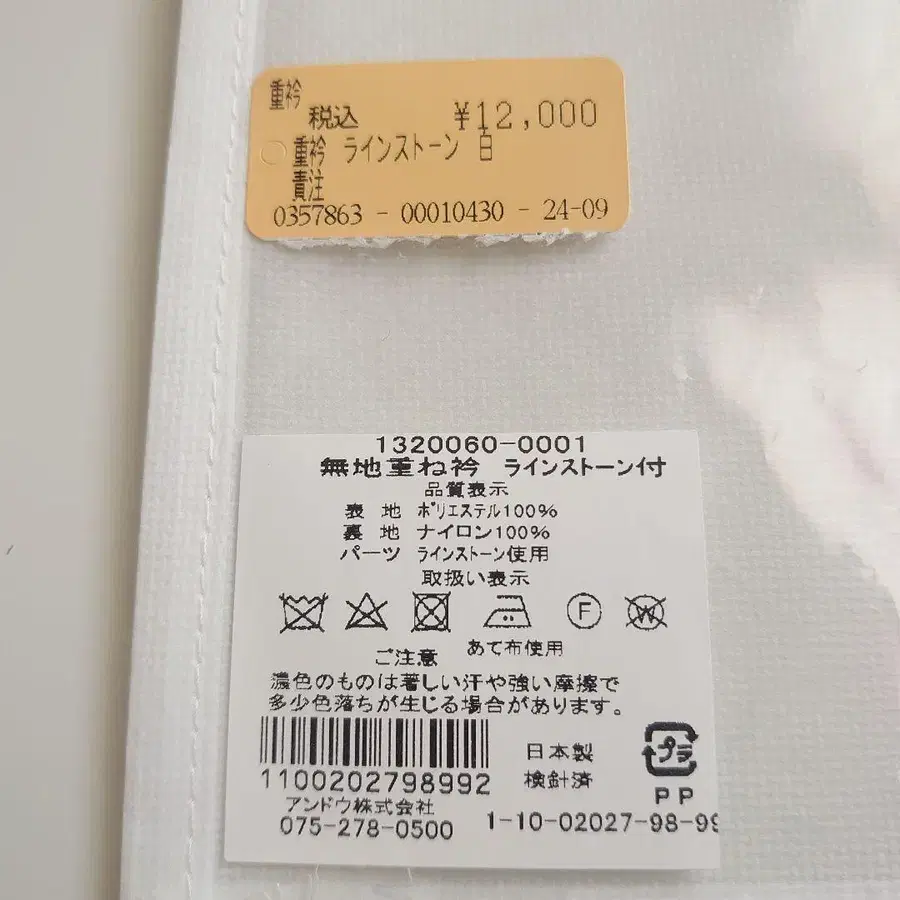 重衿
税込 ¥12,000
重衿 ラインストーン 白
責注
0357863 - 00010430 - 24-09
1320060-0001
無地重ね衿 ラインストーン付
品質表示
表地 ポリエステル100%
裏地 ナイロン100%
パーツ ラインストーン使用
取扱い表示
F W
あて布使用
ご注意
濃色のものは著しい汗や強い摩擦で
多少色落ちが生じる場合があります。
1100202798992
日本製
検針済
プラ
PP
アンドウ株式会社
075-278-0500
1-10-02027-98-99